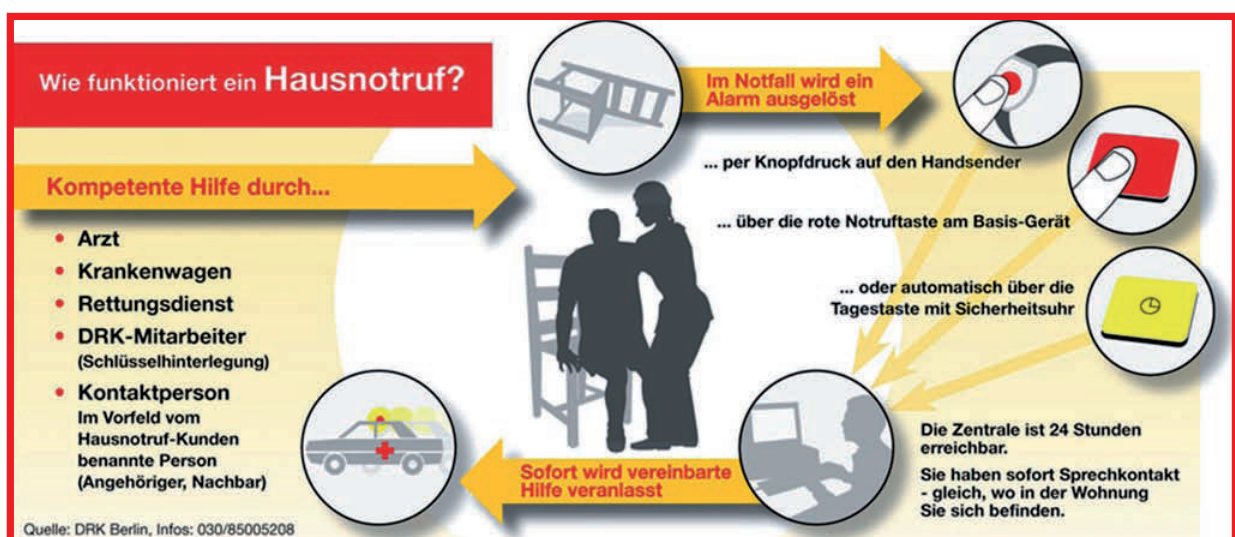 Wie funktioniert ein Hausnotruf?
Im Notfall wird ein
Alarm ausgelöst
... per Knopfdruck auf den Handsender
... über die rote Notruftaste am Basis-Gerät
... oder automatisch über die
Tagestaste mit Sicherheitsuhr
Die Zentrale ist 24 Stunden
erreichbar.
Sie haben sofort Sprechkontakt
- gleich, wo in der Wohnung
Sie sich befinden.
Sofort wird vereinbarte
Hilfe veranlasst
Kompetente Hilfe durch...
• Arzt
• Krankenwagen
• Rettungsdienst
• DRK-Mitarbeiter
(Schlüsselhinterlegung)
• Kontaktperson
Im Vorfeld vom
Hausnotruf-Kunden
benannte Person
(Angehöriger, Nachbar)
Quelle: DRK Berlin, Infos: 030/85005208